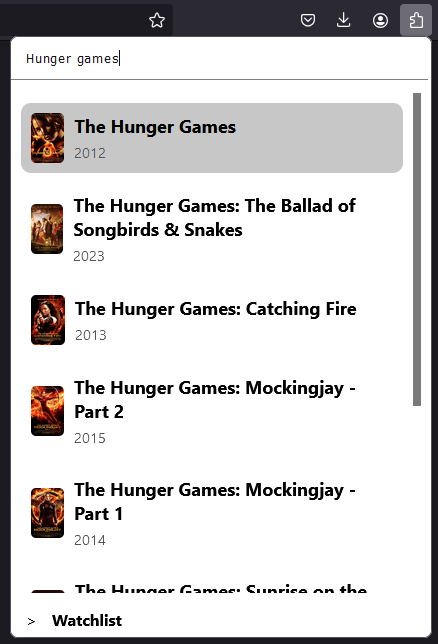 Hunger games
The Hunger Games
2012
The Hunger Games: The Ballad of
Songbirds & Snakes
2023
The Hunger Games: Catching Fire
2013
The Hunger Games: Mockingjay -
Part 2
2015
The Hunger Games: Mockingjay -
Part 1
2014
The Hunger Games: Sunrise on the
> Watchlist